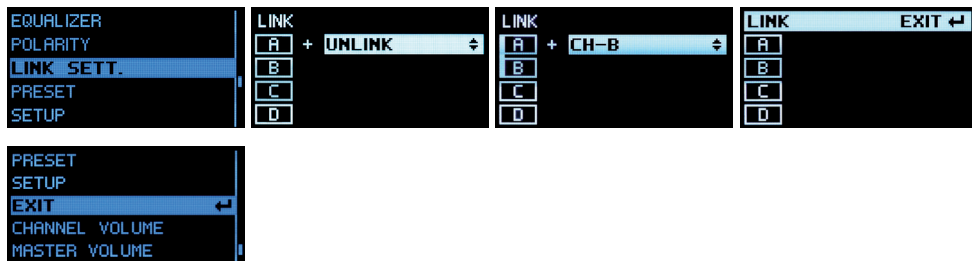 EQUALIZER
POLARITY
LINK SETT.
PRESET
SETUP
LINK
A + UNLINK
B
C
D
LINK
A + CH-B
B
C
D
LINK EXIT ↵
A
B
C
D
PRESET
SETUP
EXIT ↵
CHANNEL VOLUME
MASTER VOLUME